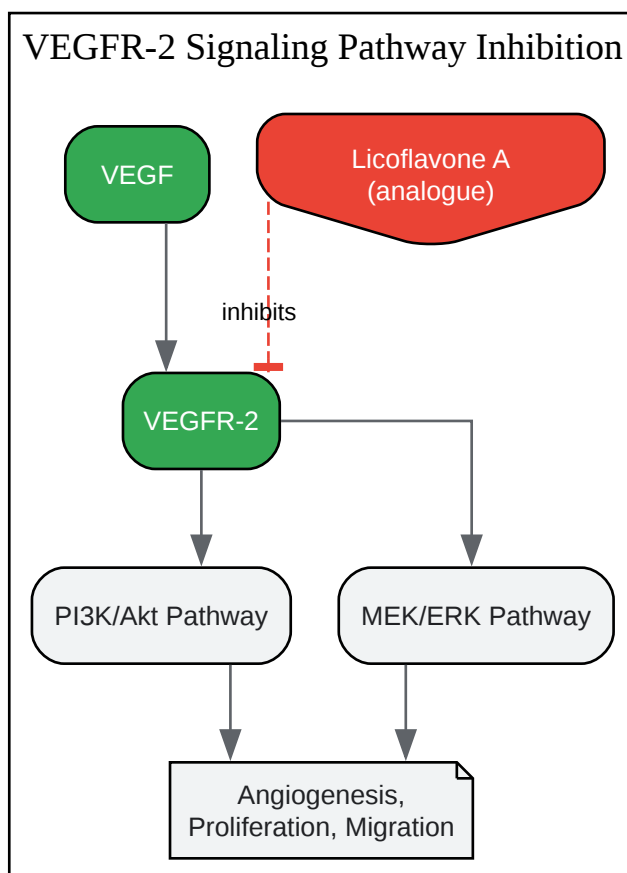 VEGFR-2 Signaling Pathway Inhibition
VEGF
Licoflavone A
(analogue)
inhibits
VEGFR-2
PI3K/Akt Pathway
MEK/ERK Pathway
Angiogenesis,
Proliferation, Migration